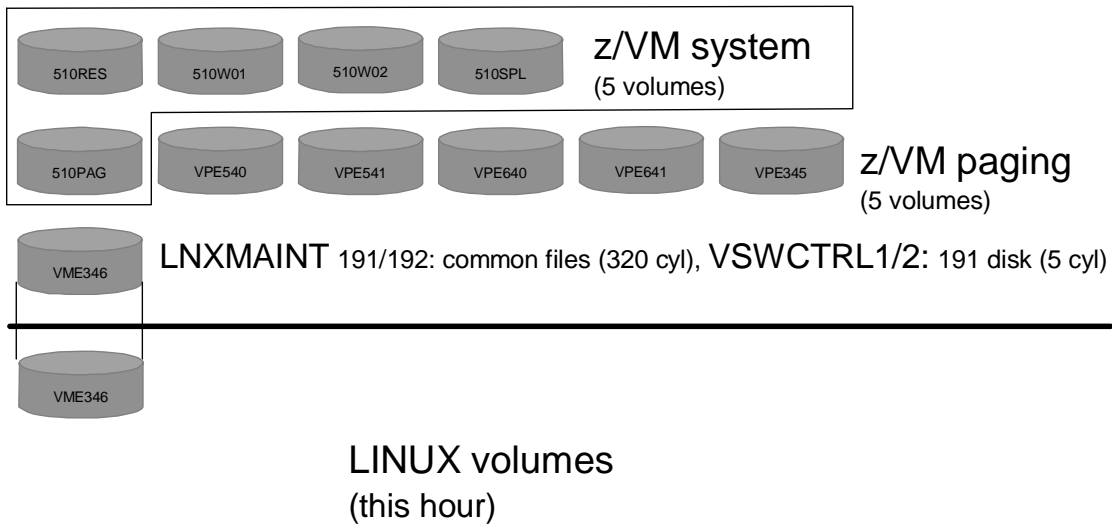 510RES 510W01 510W02 510SPL z/VM system
(5 volumes)
510PAG VPE540 VPE541 VPE640 VPE641 VPE345 z/VM paging
(5 volumes)
VME346 LNXMAINT 191/192: common files (320 cyl), VSWCTRL1/2: 191 disk (5 cyl)
VME346
LINUX volumes
(this hour)